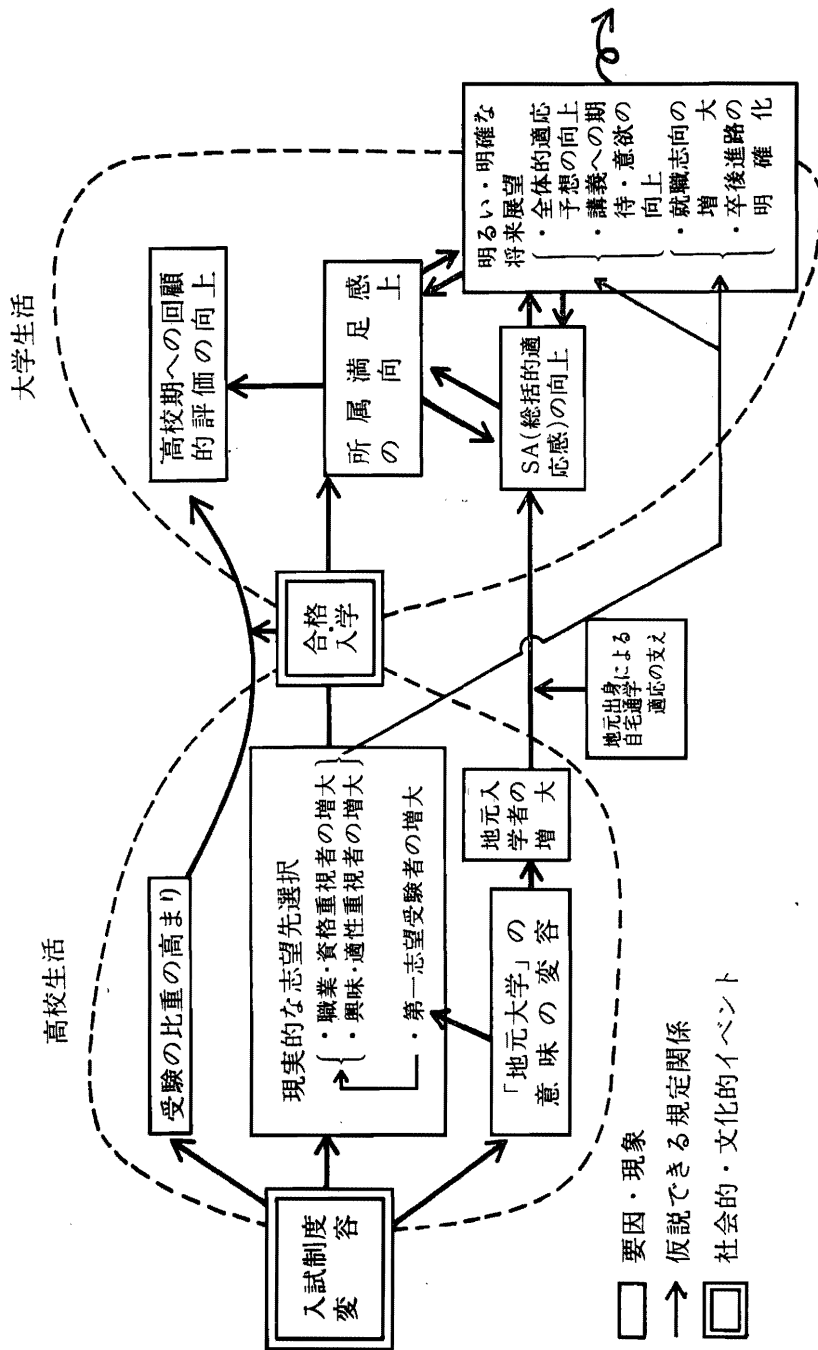 高校生活
大学生活
入試制度
変容
受験の比重の高まり
現実的な志望先選択
・職業・資格重視者の増大
・興味・適性重視者の増大
・第一志望受験者の増大
「地元大学」の
意味の変容
地元入
学者の
増大
地元出身による
自宅通学
適応の支え
合格・
入学
高校期への回顧
的評価の向上
所属満足感
の向上
SA(総括的適
応感)の向上
明るい・明確な
将来展望
・全体的適応
予想の向上
・講義への期
待・意欲の
向上
・就職志向の
増大
・卒後進路の
明確化
要因・現象
仮説できる規定関係
社会的・文化的イベント